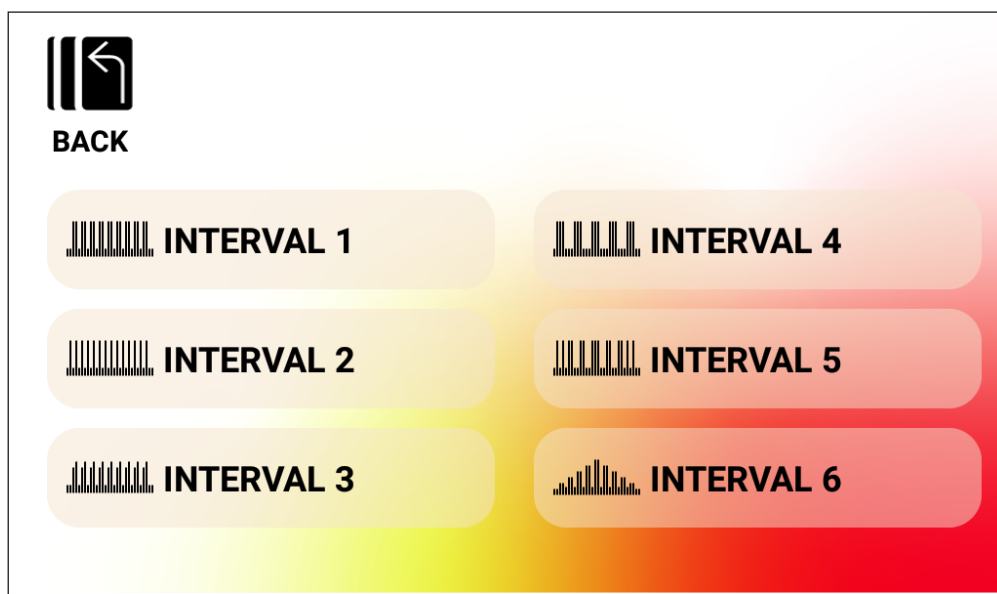 BACK
INTERVAL 1
INTERVAL 2
INTERVAL 3
INTERVAL 4
INTERVAL 5
INTERVAL 6